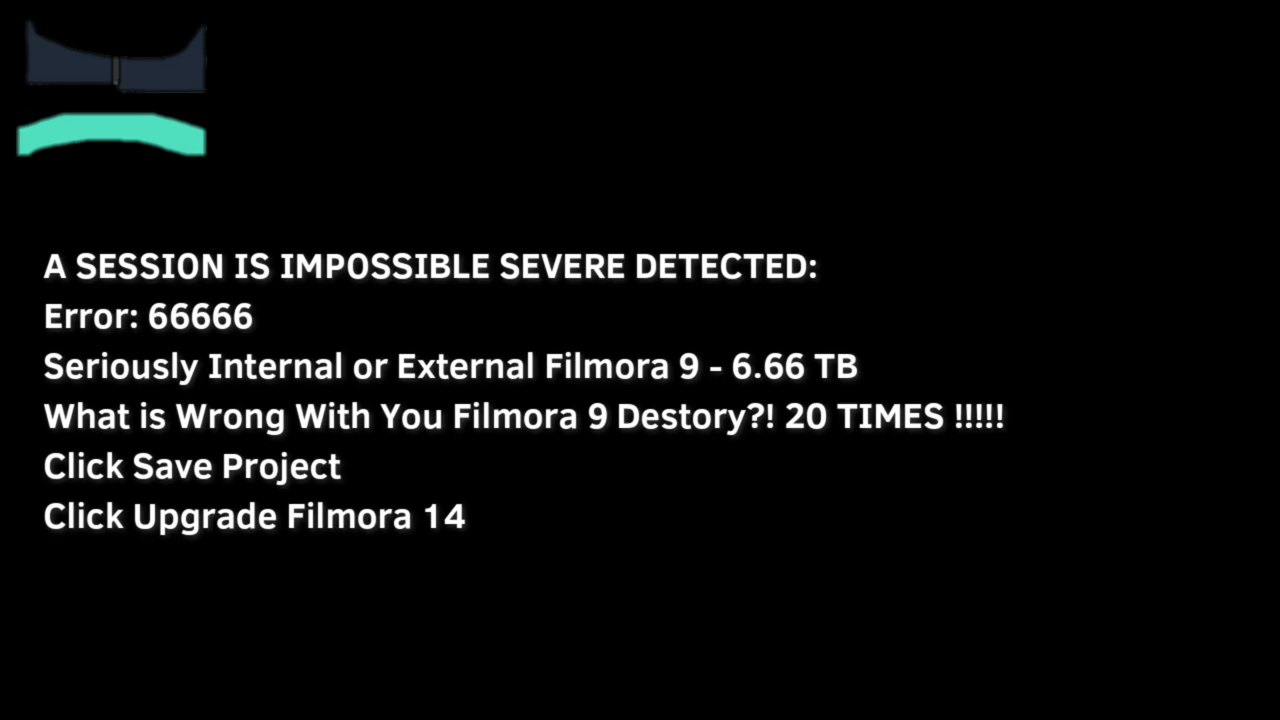 A SESSION IS IMPOSSIBLE SEVERE DETECTED:
Error: 66666
Seriously Internal or External Filmora 9 - 6.66 TB
What is Wrong With You Filmora 9 Destory?! 20 TIMES !!!!!
Click Save Project
Click Upgrade Filmora 14